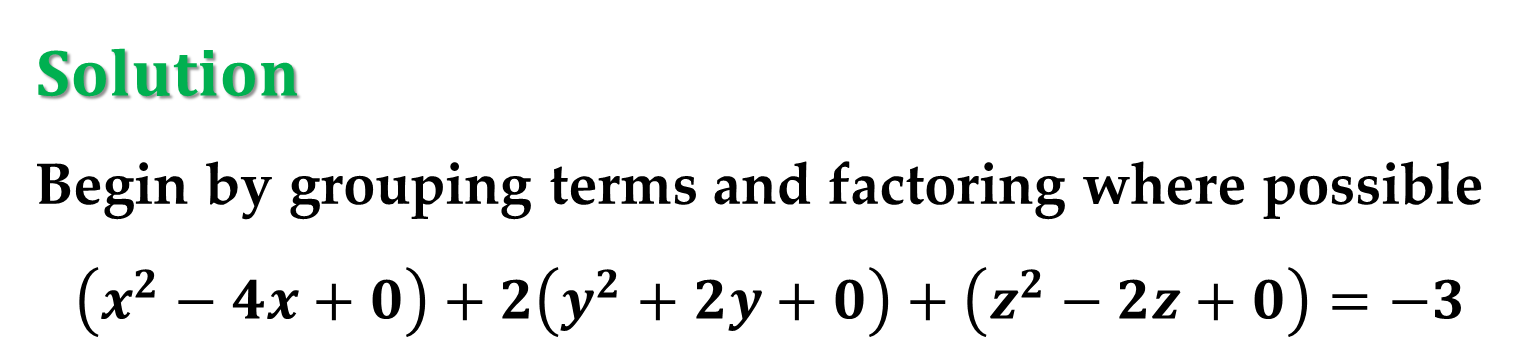 Solution
Begin by grouping terms and factoring where possible
(x² − 4x + 0) + 2(y² + 2y + 0) + (z² − 2z + 0) = −3